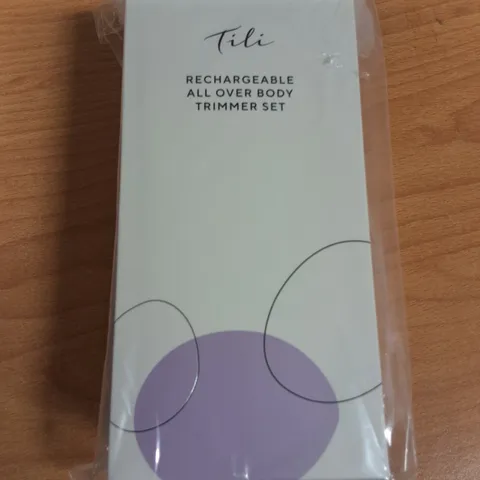 Tili
RECHARGEABLE
ALL OVER BODY
TRIMMER SET